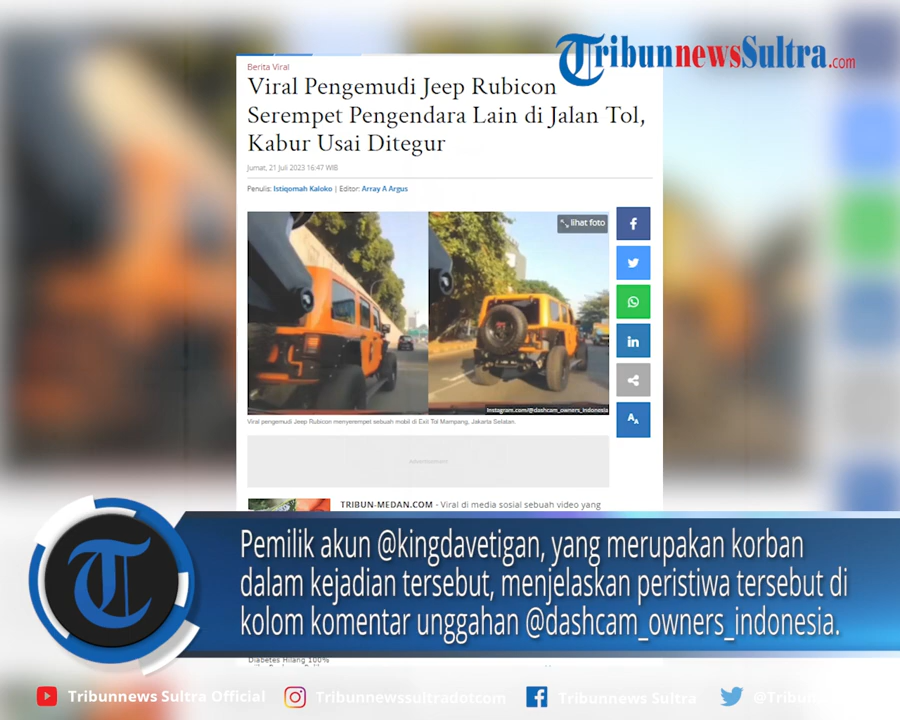 TribunnewsSultra.com
Berita Viral
Viral Pengemudi Jeep Rubicon
Serempet Pengendara Lain di Jalan Tol,
Kabur Usai Ditegur
Jumat, 21 Juli 2023 16:47 WIB
Penulis: Istiqomah Kaloko | Editor: Array A Argus
lihat foto
Instagram.com/@dashcam_owners_indonesia
Viral pengemudi Jeep Rubicon menyerempet sebuah mobil di Exit Tol Mampang, Jakarta Selatan.
Advertisement
TRIBUN-MEDAN.COM - Viral di media sosial sebuah video yang
Pemilik akun @kingdavetigan, yang merupakan korban
dalam kejadian tersebut, menjelaskan peristiwa tersebut di
kolom komentar unggahan @dashcam_owners_indonesia.
Diabetes Hilang 100%
Tribunnews Sultra Official
Tribunnewssultradotcom
Tribunnews Sultra